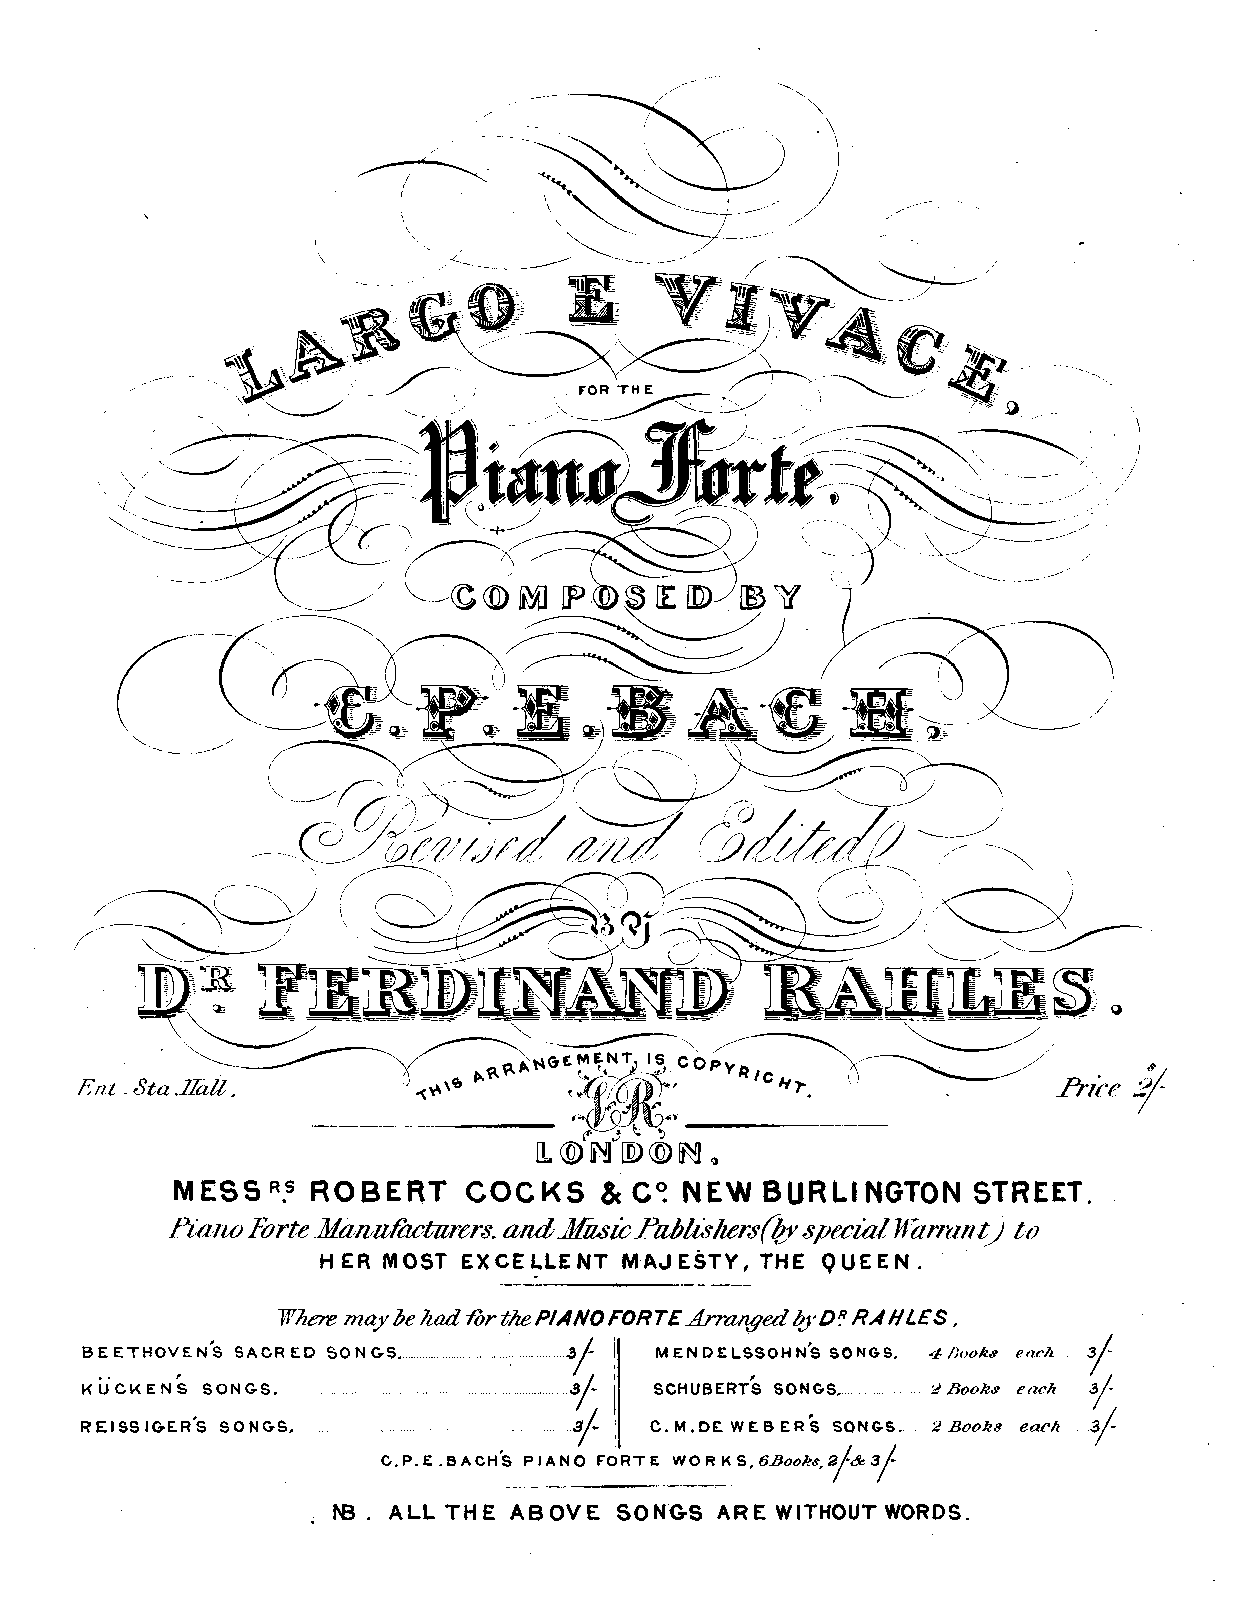 LARGO E VIVACE,
FOR THE
Piano Forte.
COMPOSED BY
C. P. E. BACH,
Revised and Edited
BY
DR. FERDINAND RAHLES.
THIS ARRANGEMENT, IS COPYRIGHT.
Ent. Sta. Hall.
Price 2/-
LONDON,
MESSRS. ROBERT COCKS & CO. NEW BURLINGTON STREET.
Piano Forte Manufacturers. and Music Publishers (by special Warrant) to
HER MOST EXCELLENT MAJESTY, THE QUEEN.
Where may be had for the PIANO FORTE Arranged by DR. RAHLES,
BEETHOVEN'S SACRED SONGS. 3/-
KÜCKEN'S SONGS. 3/-
REISSIGER'S SONGS. 3/-
MENDELSSOHN'S SONGS. 4 Books each 3/-
SCHUBERT'S SONGS. 2 Books each 3/-
C. M. DE WEBER'S SONGS. 2 Books each 3/-
C. P. E. BACH'S PIANO FORTE WORKS, 6 Books, 2/- & 3/-
NB. ALL THE ABOVE SONGS ARE WITHOUT WORDS.